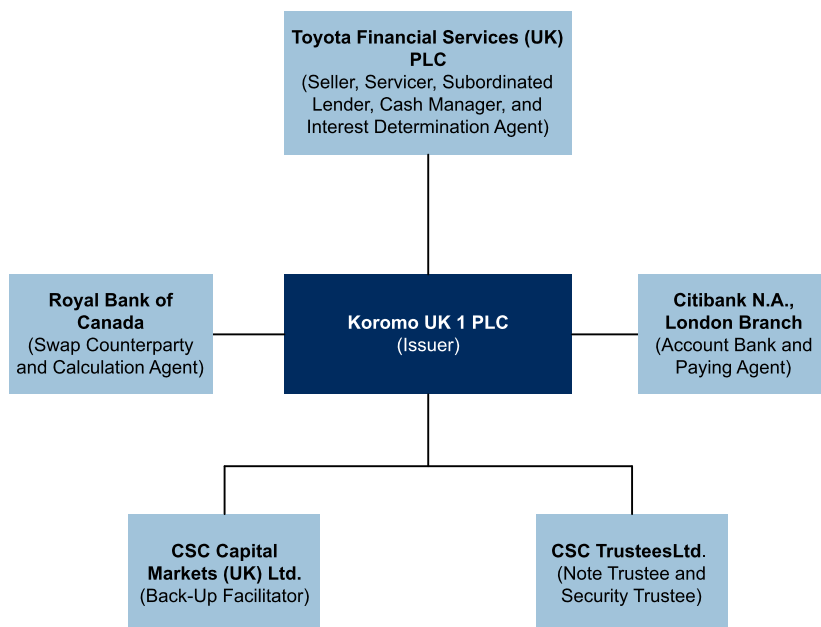 Toyota Financial Services (UK)
PLC
(Seller, Servicer, Subordinated
Lender, Cash Manager, and
Interest Determination Agent)
Royal Bank of
Canada
(Swap Counterparty
and Calculation Agent)
Koromo UK 1 PLC
(Issuer)
Citibank N.A.,
London Branch
(Account Bank and
Paying Agent)
CSC Capital
Markets (UK) Ltd.
(Back-Up Facilitator)
CSC TrusteesLtd.
(Note Trustee and
Security Trustee)